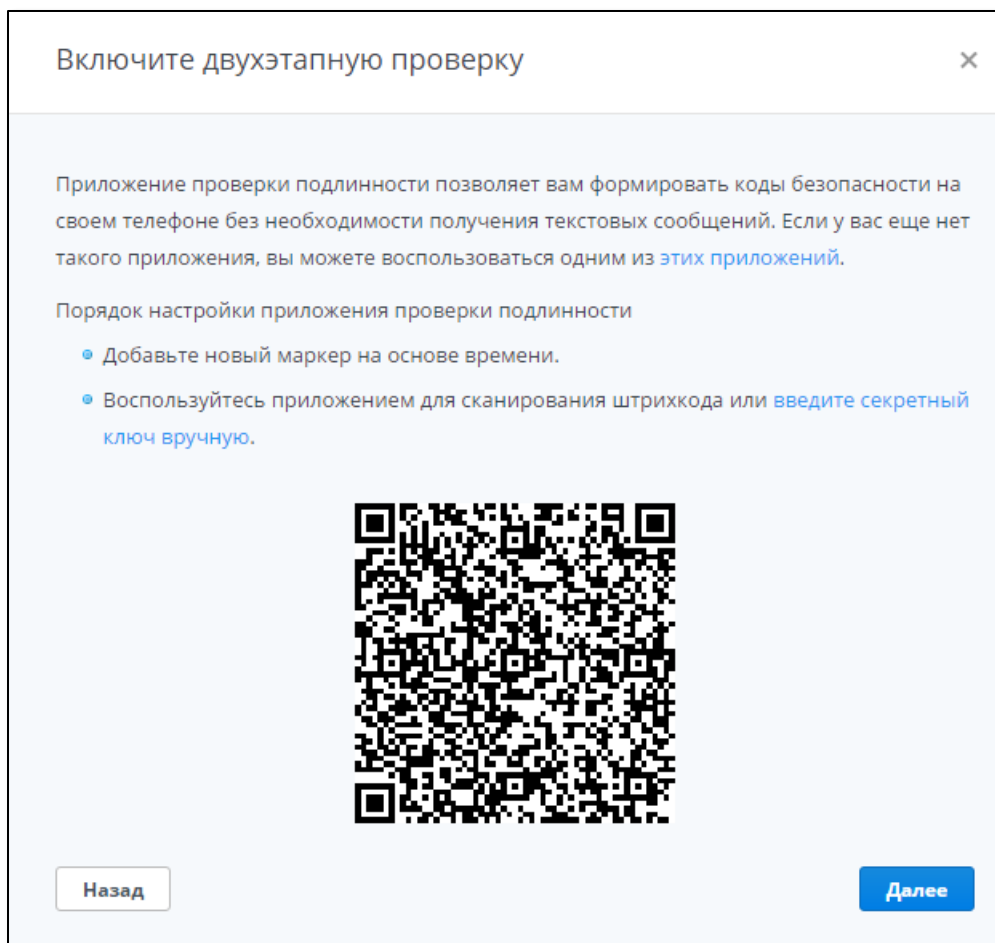 Включите двухэтапную проверку
Приложение проверки подлинности позволяет вам формировать коды безопасности на
своем телефоне без необходимости получения текстовых сообщений. Если у вас еще нет
такого приложения, вы можете воспользоваться одним из этих приложений.
Порядок настройки приложения проверки подлинности
Добавьте новый маркер на основе времени.
Воспользуйтесь приложением для сканирования штрихкода или введите секретный
ключ вручную.
Назад
Далее